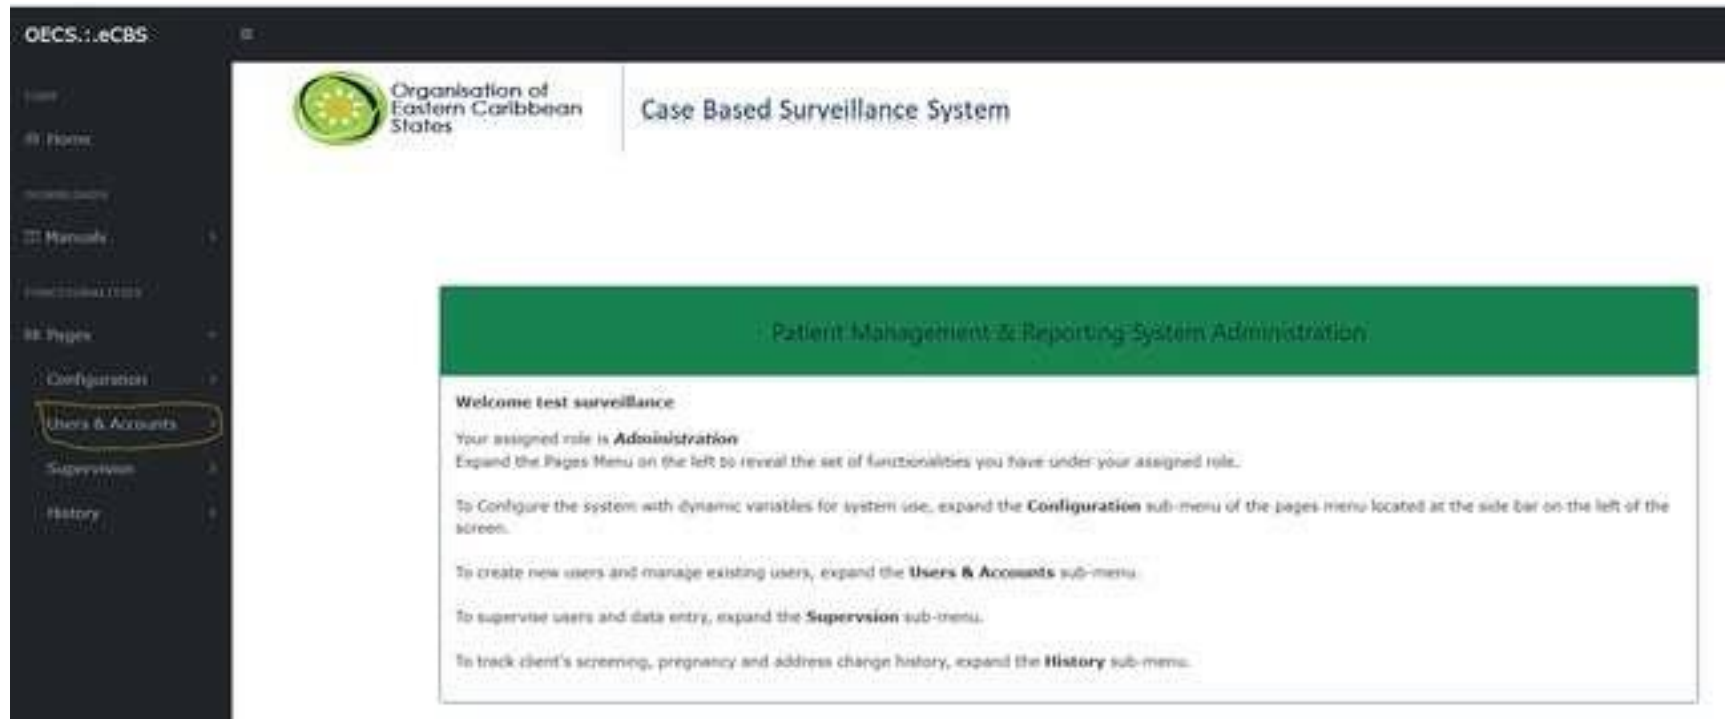 OECS.:.eCBS
Home
Manuals
FUNCTIONALITIES
Pages
Configuration
Users & Accounts
Supervision
History
Organisation of
Eastern Caribbean
States
Case Based Surveillance System
Patient Management & Reporting System Administration
Welcome test surveillance
Your assigned role is Administration
Expand the Pages Menu on the left to reveal the set of functionalities you have under your assigned role.
To Configure the system with dynamic variables for system use, expand the Configuration sub-menu of the pages menu located at the side bar on the left of the
screen.
To create new users and manage existing users, expand the Users & Accounts sub-menu.
To supervise users and data entry, expand the Supervsion sub-menu.
To track client's screening, pregnancy and address change history, expand the History sub-menu.